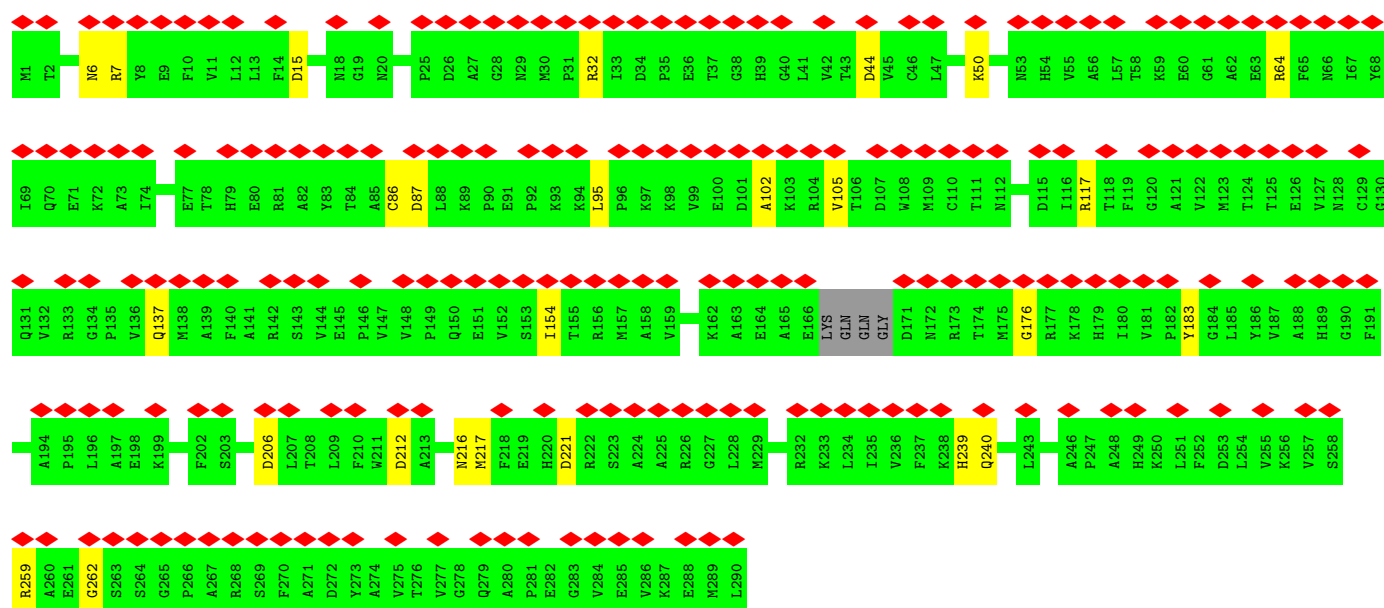 M1 T2 N6 R7 Y8 E9 F10 V11 L12 L13 F14 D15 N18 G19 N20 P25 D26 A27 G28 N29 M30 P31 R32 I33 D34 P35 E36 T37 G38 H39 G40 L41 V42 T43 D44 V45 C46 L47 K50 N53 H54 V55 A56 L57 T58 K59 E60 G61 A62 E63 R64 F65 N66 I67 Y68
I69 Q70 E71 K72 A73 I74 E77 T78 H79 E80 R81 A82 Y83 T84 A85 C86 D87 L88 K89 P90 E91 P92 K93 K94 L95 P96 K97 K98 V99 E100 D101 A102 K103 R104 V105 T106 D107 W108 M109 C110 T111 N112 D115 I116 R117 T118 F119 G120 A121 V122 M123 T124 T125 E126 V127 N128 C129 G130
Q131 V132 R133 G134 P135 V136 Q137 M138 A139 F140 A141 R142 S143 V144 E145 P146 V147 V148 P149 Q150 E151 V152 S153 I154 T155 R156 M157 A158 V159 K162 A163 E164 A165 E166 LYS GLN GLN GLY D171 N172 R173 T174 M175 G176 R177 K178 H179 I180 V181 P182 Y183 G184 L185 Y186 V187 A188 H189 G190 F191
A194 P195 L196 A197 E198 K199 F202 S203 D206 L207 T208 L209 F210 W211 D212 A213 N216 M217 F218 E219 H220 D221 R222 S223 A224 A225 R226 G227 L228 M229 R232 K233 L234 I235 V236 F237 K238 H239 Q240 L243 A246 P247 A248 H249 K250 L251 F252 D253 L254 V255 K256 V257 S258
R259 A260 E261 G262 S263 S264 G265 P266 A267 R268 S269 F270 A271 D272 Y273 A274 V275 T276 V277 G278 Q279 A280 P281 E282 G283 V284 E285 V286 K287 E288 M289 L290